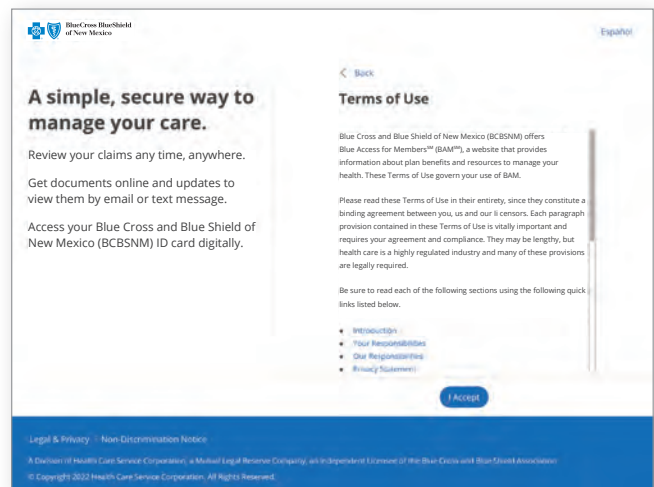 BlueCross BlueShield
of New Mexico
Español
A simple, secure way to
manage your care.
Review your claims any time, anywhere.
Get documents online and updates to
view them by email or text message.
Access your Blue Cross and Blue Shield of
New Mexico (BCBSNM) ID card digitally.
< Back
Terms of Use
Blue Cross and Blue Shield of New Mexico (BCBSNM) offers
Blue Access for Members℠ (BAM℠), a website that provides
information about plan benefits and resources to manage your
health. These Terms of Use govern your use of BAM.
Please read these Terms of Use in their entirety, since they constitute a
binding agreement between you, us and our li censors. Each paragraph
provision contained in these Terms of Use is vitally important and
requires your agreement and compliance. They may be lengthy, but
health care is a highly regulated industry and many of these provisions
are legally required.
Be sure to read each of the following sections using the following quick
links listed below.
• Introduction
• Your Responsibilities
• Our Responsibilities
• Privacy Statement
I Accept
Legal & Privacy | Non-Discrimination Notice
A Division of Health Care Service Corporation, a Mutual Legal Reserve Company, an Independent Licensee of the Blue Cross and Blue Shield Association
© Copyright 2022 Health Care Service Corporation. All Rights Reserved.